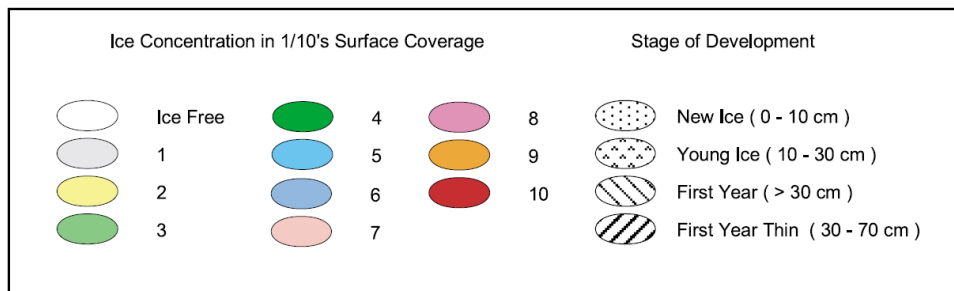 Ice Concentration in 1/10's Surface Coverage
Stage of Development
Ice Free
1
2
3
4
5
6
7
8
9
10
New Ice ( 0 - 10 cm )
Young Ice ( 10 - 30 cm )
First Year ( > 30 cm )
First Year Thin ( 30 - 70 cm )